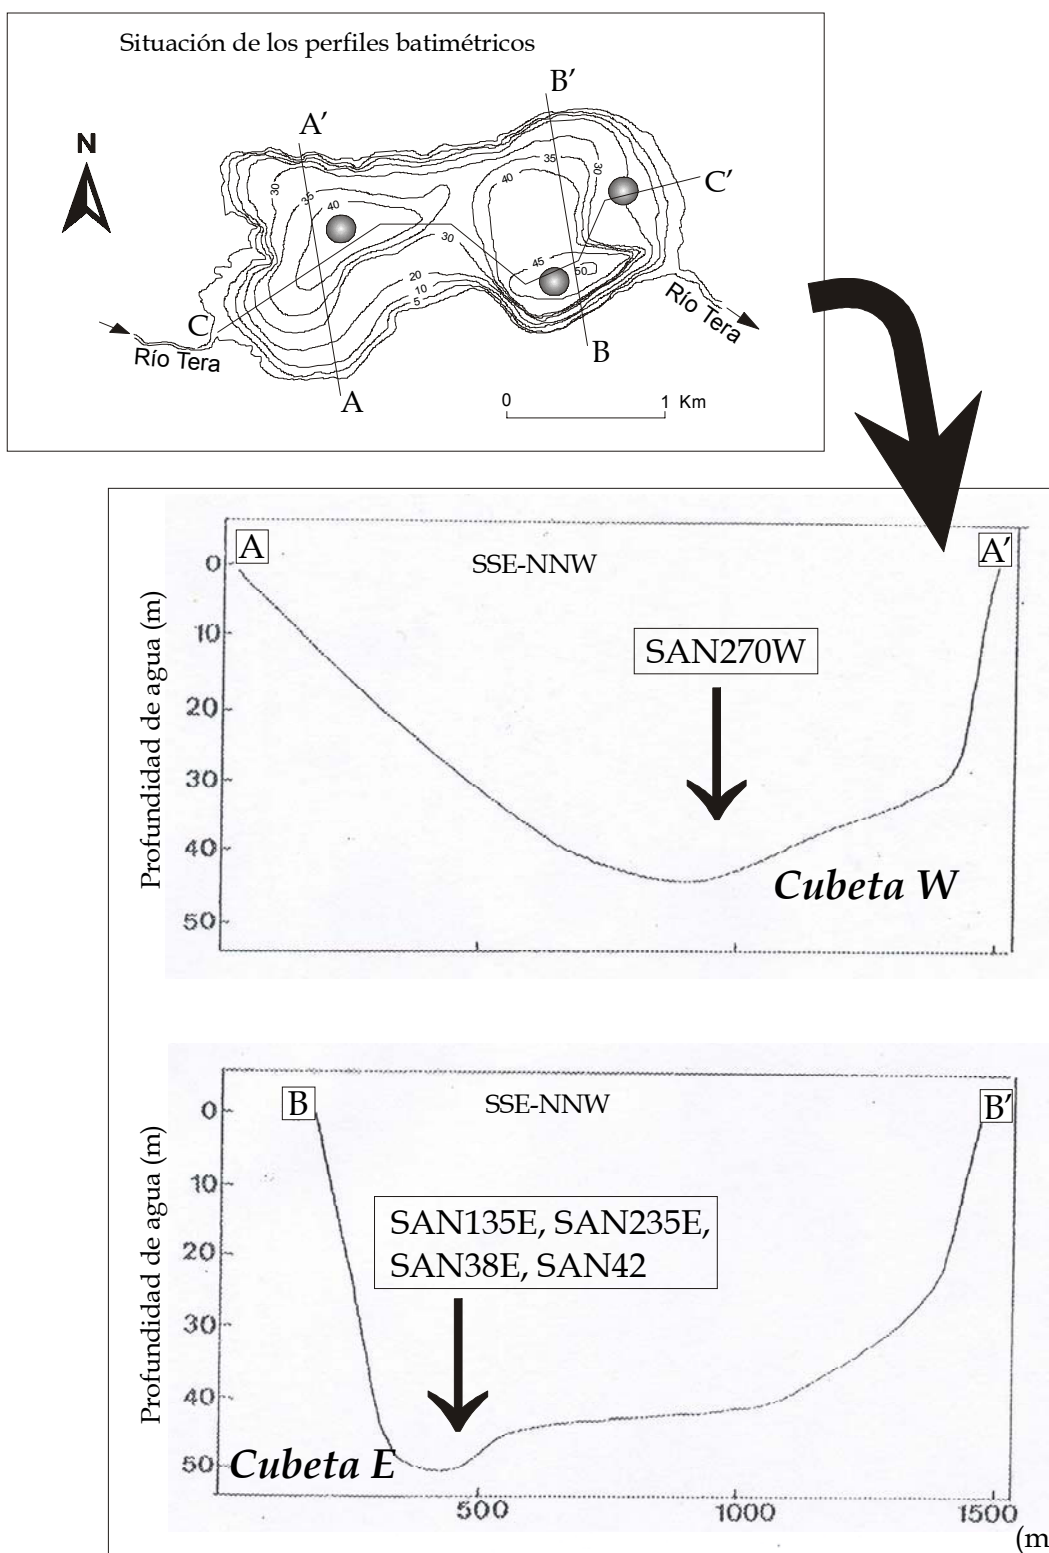 Situación de los perfiles batimétricos
N
A'
B'
C'
C
A
B
30
35
40
30
20
10
5
40
35
30
45
50
Río Tera
Río Tera
0 1 Km
A
SSE-NNW
A'
SAN270W
Cubeta W
Profundidad de agua (m)
0
10
20
30
40
50
B
SSE-NNW
B'
SAN135E, SAN235E,
SAN38E, SAN42
Cubeta E
Profundidad de agua (m)
0
10
20
30
40
50
500 1000 1500
(m